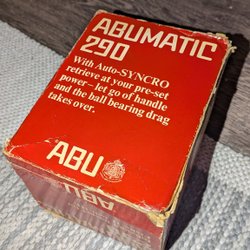 ABUMATIC
290
With Auto-SYNCRO
retrieve at your pre-set
power–let go of handle
and the ball bearing drag
takes over.
ABU